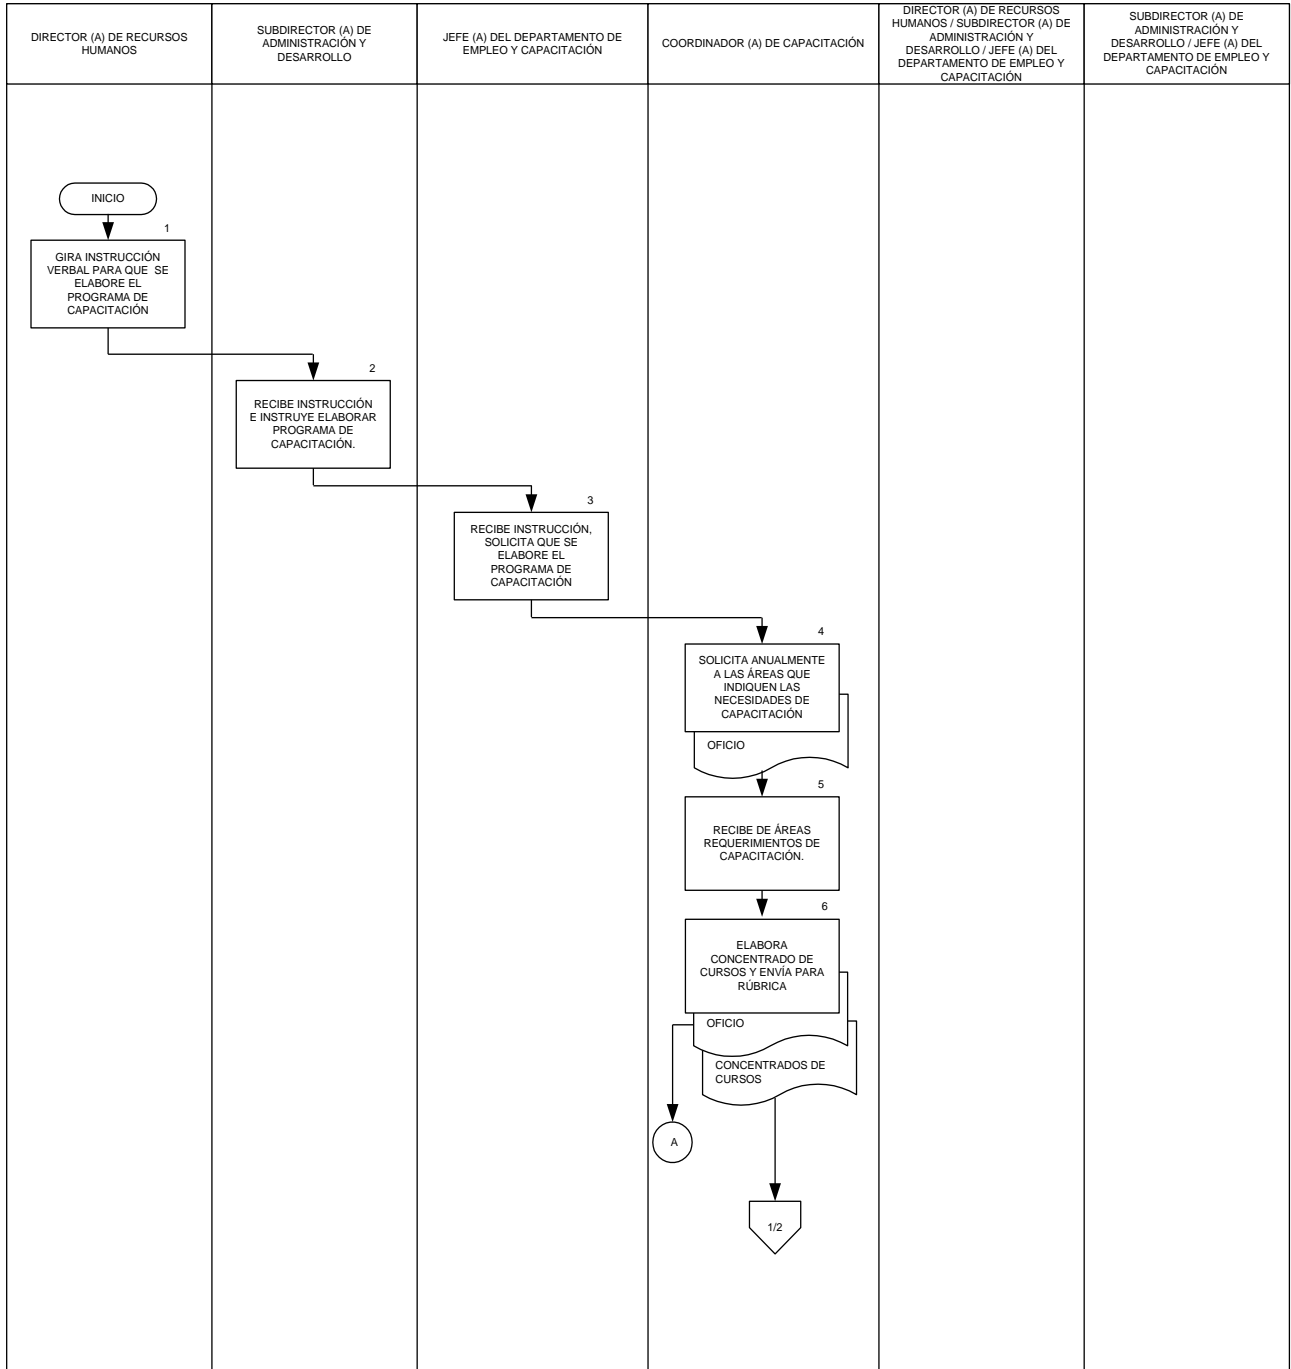 DIRECTOR (A) DE RECURSOS
HUMANOS
SUBDIRECTOR (A) DE
ADMINISTRACIÓN Y
DESARROLLO
JEFE (A) DEL DEPARTAMENTO DE
EMPLEO Y CAPACITACIÓN
COORDINADOR (A) DE CAPACITACIÓN
DIRECTOR (A) DE RECURSOS
HUMANOS / SUBDIRECTOR (A) DE
ADMINISTRACIÓN Y
DESARROLLO / JEFE (A) DEL
DEPARTAMENTO DE EMPLEO Y
CAPACITACIÓN
SUBDIRECTOR (A) DE
ADMINISTRACIÓN Y
DESARROLLO / JEFE (A) DEL
DEPARTAMENTO DE EMPLEO Y
CAPACITACIÓN
INICIO
1
GIRA INSTRUCCIÓN
VERBAL PARA QUE SE
ELABORE EL
PROGRAMA DE
CAPACITACIÓN
2
RECIBE INSTRUCCIÓN
E INSTRUYE ELABORAR
PROGRAMA DE
CAPACITACIÓN.
3
RECIBE INSTRUCCIÓN,
SOLICITA QUE SE
ELABORE EL
PROGRAMA DE
CAPACITACIÓN
4
SOLICITA ANUALMENTE
A LAS ÁREAS QUE
INDIQUEN LAS
NECESIDADES DE
CAPACITACIÓN
OFICIO
5
RECIBE DE ÁREAS
REQUERIMIENTOS DE
CAPACITACIÓN.
6
ELABORA
CONCENTRADO DE
CURSOS Y ENVÍA PARA
RÚBRICA
OFICIO
CONCENTRADOS DE
CURSOS
A
1/2